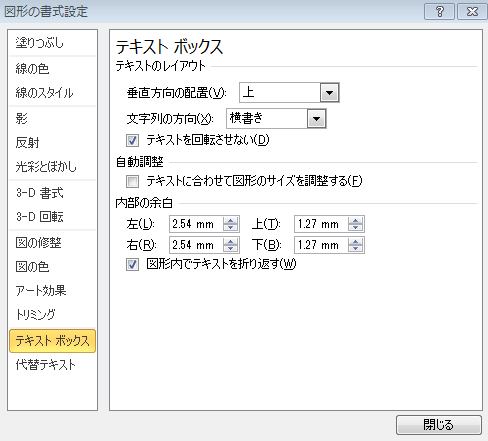 図形の書式設定
塗りつぶし
線の色
線のスタイル
影
反射
光彩とぼかし
3-D 書式
3-D 回転
図の修整
図の色
アート効果
トリミング
テキスト ボックス
代替テキスト
テキスト ボックス
テキストのレイアウト
垂直方向の配置(V): 上
文字列の方向(X): 横書き
テキストを回転させない(D)
自動調整
テキストに合わせて図形のサイズを調整する(F)
内部の余白
左(L): 2.54 mm 上(T): 1.27 mm
右(R): 2.54 mm 下(B): 1.27 mm
図形内でテキストを折り返す(W)
閉じる